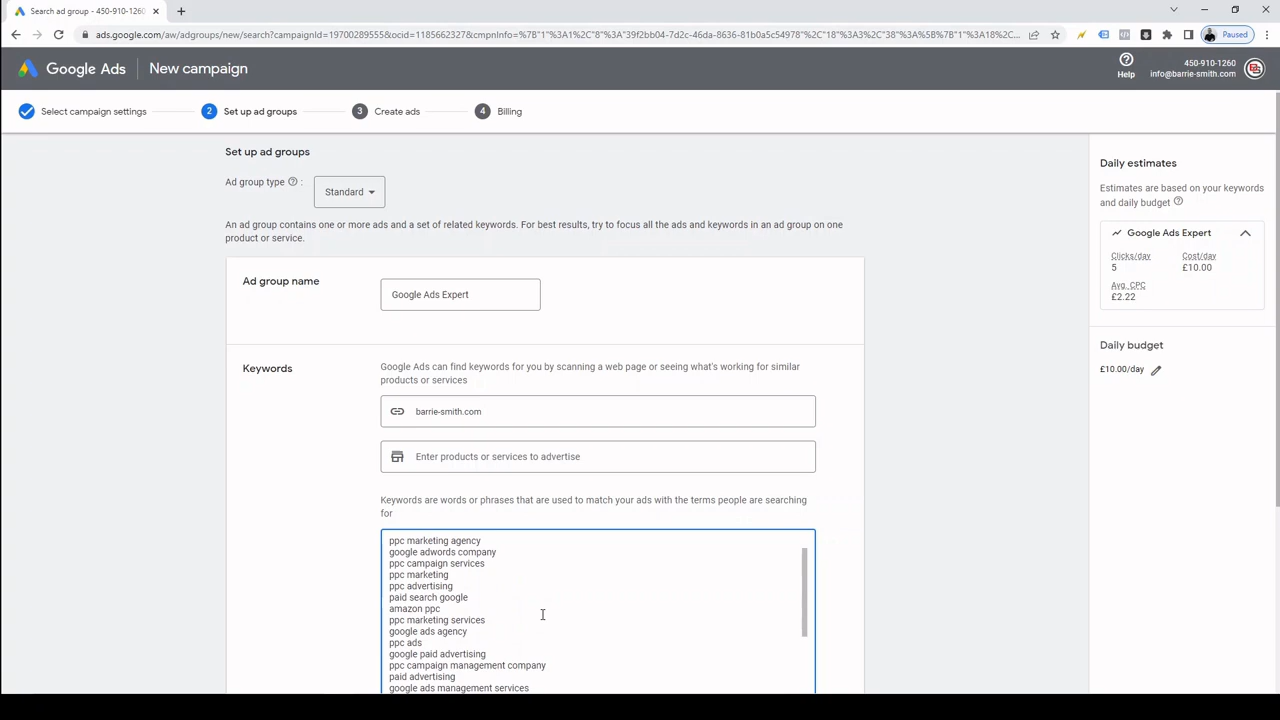 Search ad group - 450-910-1260
ads.google.com/aw/adgroups/new/search?campaignId=19700289555&ocid=1185662327&cmpnInfo=%7B"1"%3A1%2C"8"%3A"39f2bb04-7d2c-46da-8636-81b0a5c54978"%2C"18"%3A3%2C"38"%3A%5B%7B"1"%3A18%2C...
Paused
Google Ads
New campaign
Help
450-910-1260
info@barrie-smith.com
Select campaign settings
2 Set up ad groups
3 Create ads
4 Billing
Set up ad groups
Ad group type :
Standard
An ad group contains one or more ads and a set of related keywords. For best results, try to focus all the ads and keywords in an ad group on one
product or service.
Ad group name
Google Ads Expert
Keywords
Google Ads can find keywords for you by scanning a web page or seeing what's working for similar
products or services
barrie-smith.com
Enter products or services to advertise
Keywords are words or phrases that are used to match your ads with the terms people are searching
for
ppc marketing agency
google adwords company
ppc campaign services
ppc marketing
ppc advertising
paid search google
amazon ppc
ppc marketing services
google ads agency
ppc ads
google paid advertising
ppc campaign management company
paid advertising
google ads management services
Daily estimates
Estimates are based on your keywords
and daily budget
Google Ads Expert
Clicks/day Cost/day
5 £10.00
Avg. CPC
£2.22
Daily budget
£10.00/day